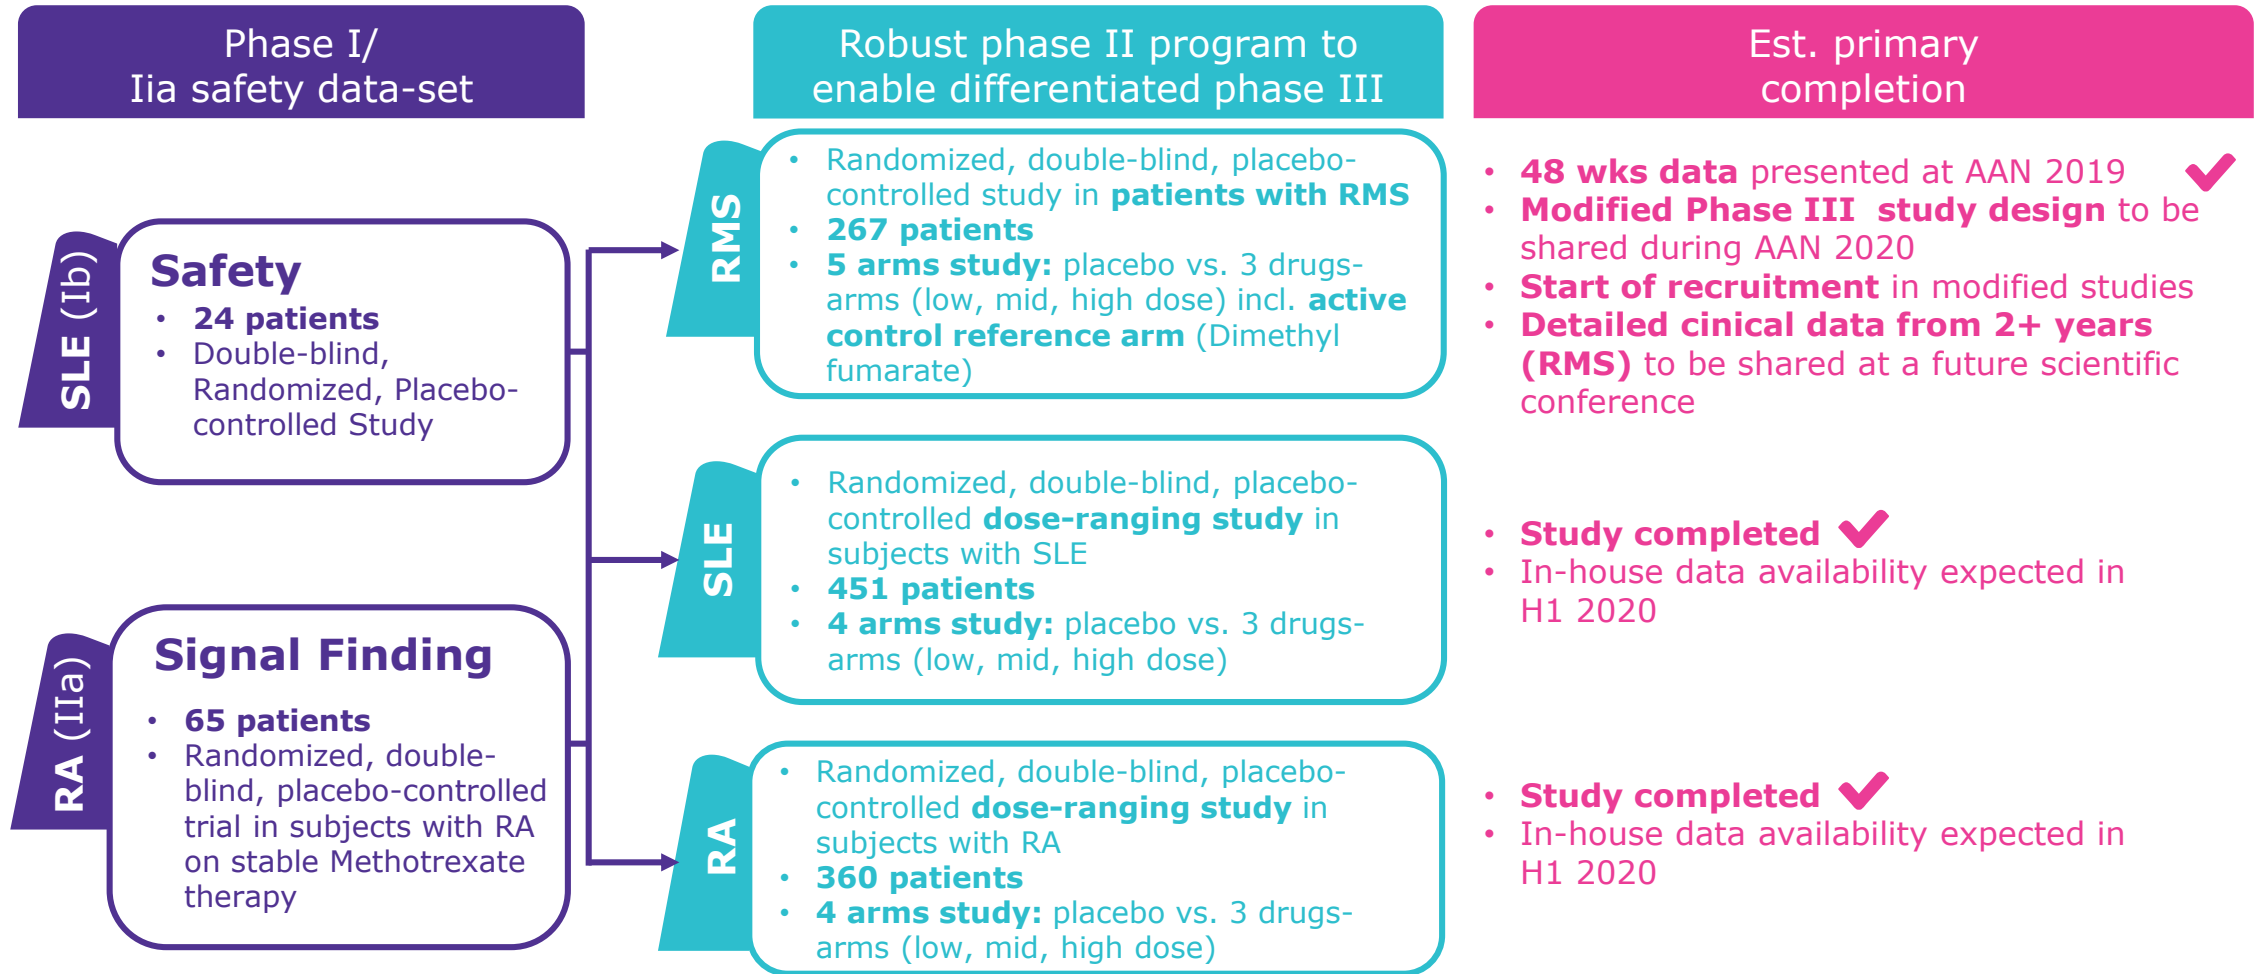 Phase I/
Iia safety data-set
SLE (Ib)
Safety
• 24 patients
• Double-blind,
Randomized, Placebo-
controlled Study
RA (IIa)
Signal Finding
• 65 patients
• Randomized, double-
blind, placebo-controlled
trial in subjects with RA
on stable Methotrexate
therapy
Robust phase II program to
enable differentiated phase III
RMS
• Randomized, double-blind, placebo-
controlled study in patients with RMS
• 267 patients
• 5 arms study: placebo vs. 3 drugs-
arms (low, mid, high dose) incl. active
control reference arm (Dimethyl
fumarate)
SLE
• Randomized, double-blind, placebo-
controlled dose-ranging study in
subjects with SLE
• 451 patients
• 4 arms study: placebo vs. 3 drugs-
arms (low, mid, high dose)
RA
• Randomized, double-blind, placebo-
controlled dose-ranging study in
subjects with RA
• 360 patients
• 4 arms study: placebo vs. 3 drugs-
arms (low, mid, high dose)
Est. primary
completion
• 48 wks data presented at AAN 2019
• Modified Phase III study design to be
shared during AAN 2020
• Start of recruitment in modified studies
• Detailed cinical data from 2+ years
(RMS) to be shared at a future scientific
conference
• Study completed
• In-house data availability expected in
H1 2020
• Study completed
• In-house data availability expected in
H1 2020